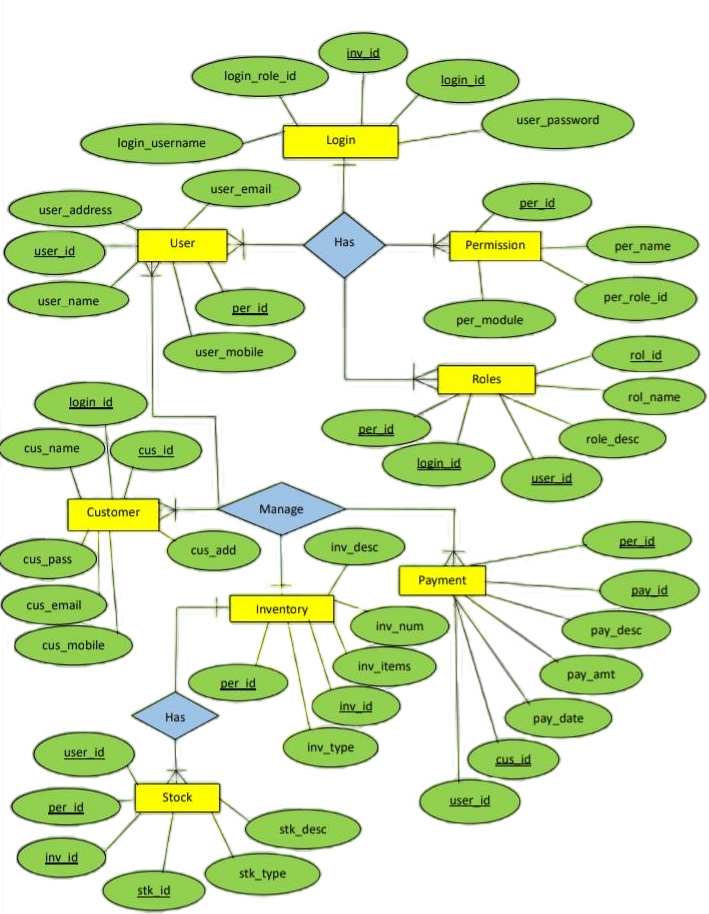 inv_id
login_role_id
login_id
user_password
login_username
Login
user_email
user_address
per_id
User
Has
Permission
per_name
user_id
user_name
per_id
per_role_id
per_module
user_mobile
rol_id
Roles
rol_name
login_id
per_id
role_desc
cus_name
cus_id
login_id
user_id
Customer
Manage
cus_add
inv_desc
per_id
cus_pass
Payment
pay_id
cus_email
Inventory
inv_num
pay_desc
cus_mobile
inv_items
pay_amt
per_id
inv_id
Has
pay_date
inv_type
user_id
cus_id
Stock
user_id
per_id
stk_desc
inv_id
stk_type
stk_id